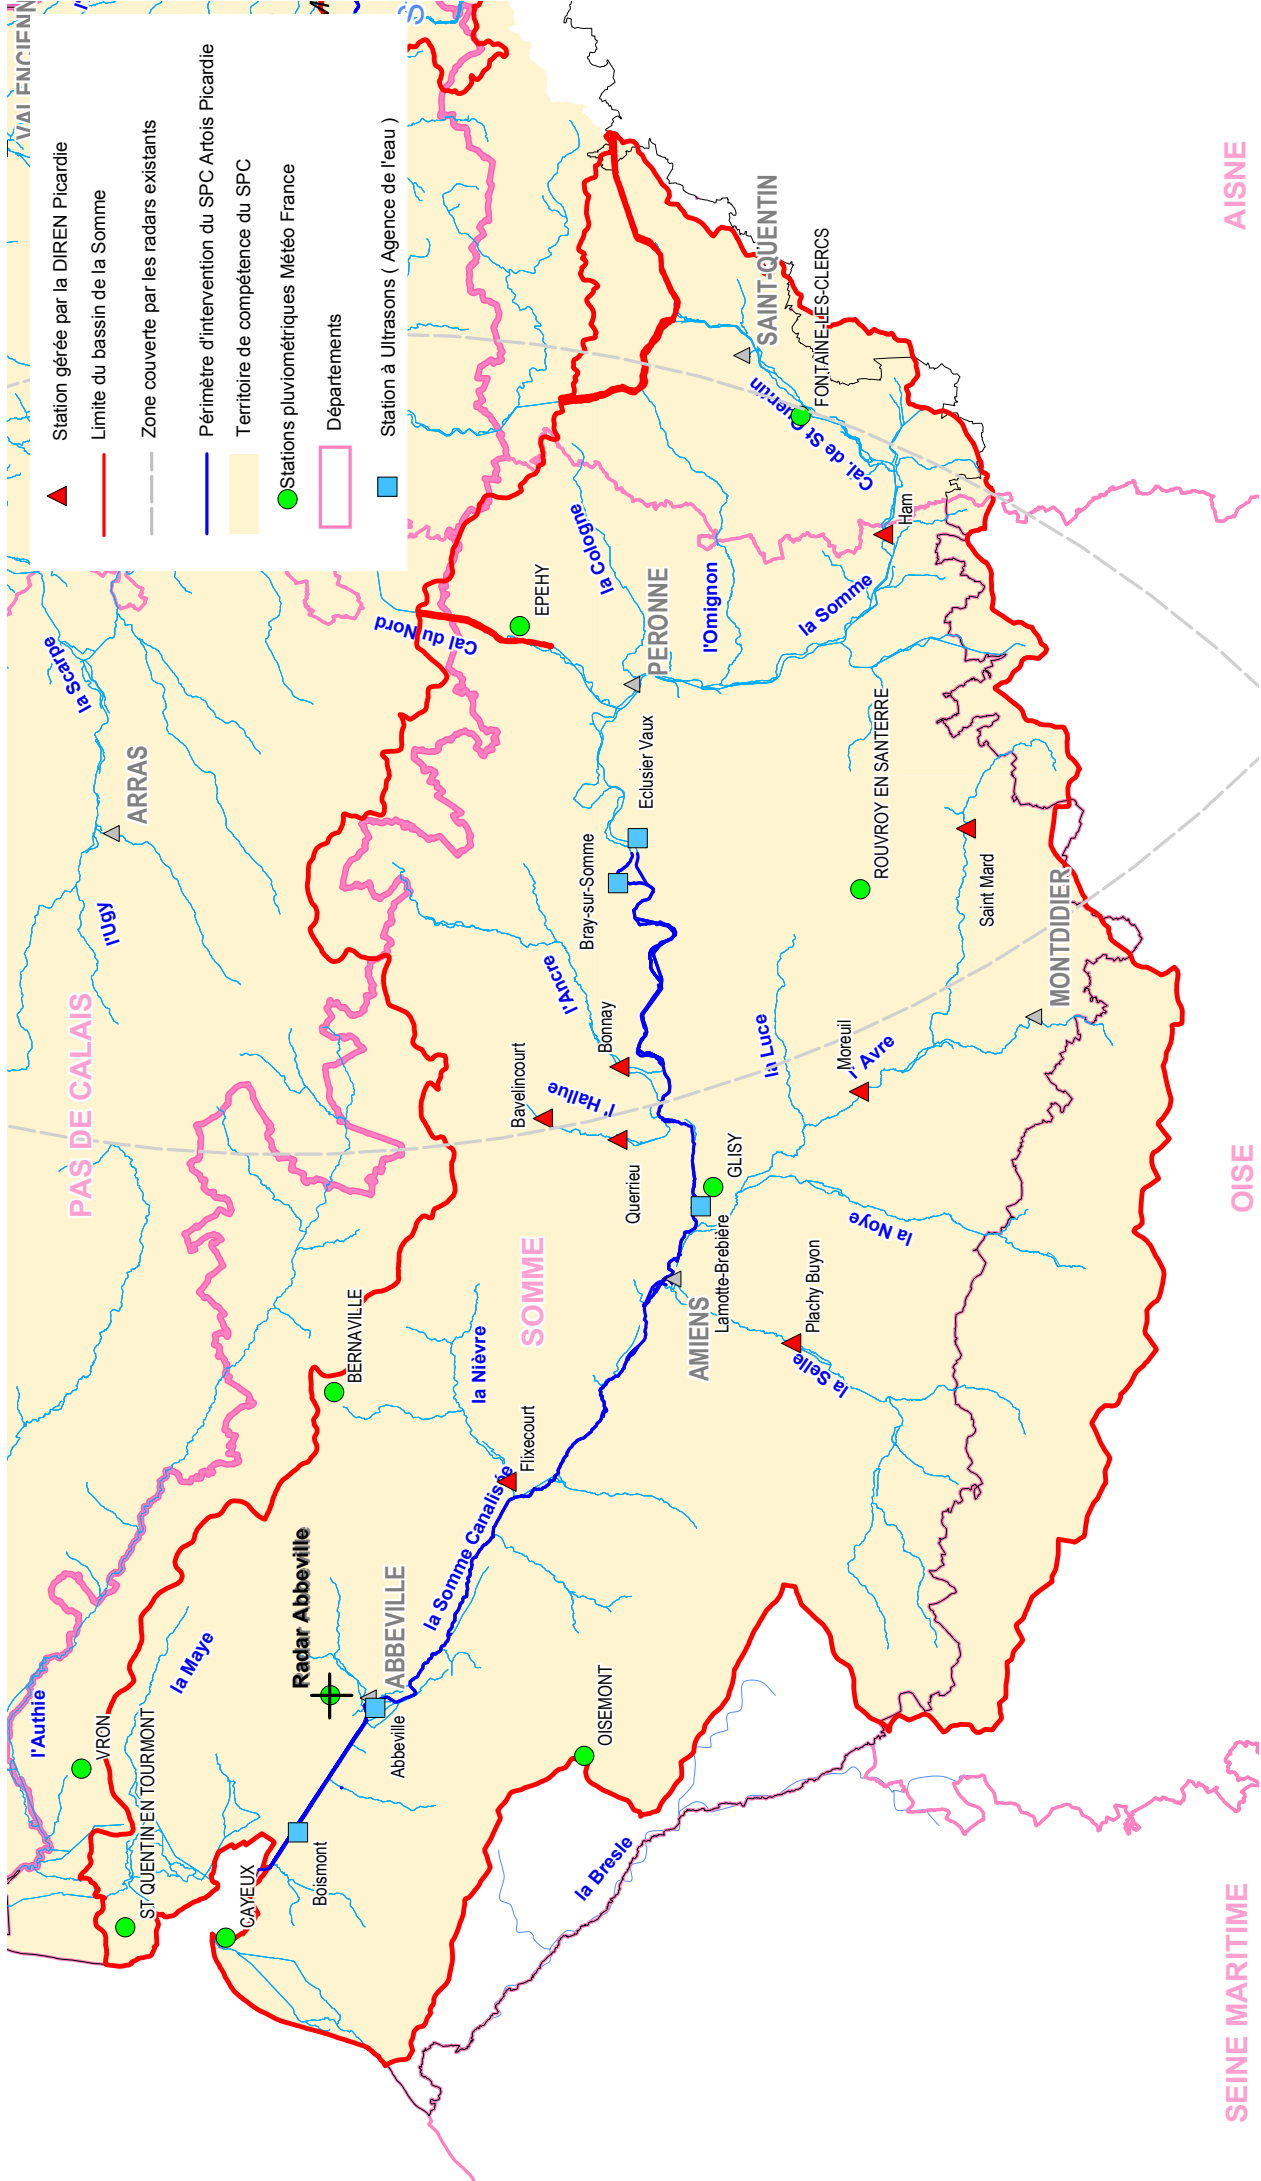 VALENCIENN
Station gérée par la DIREN Picardie
Limite du bassin de la Somme
Zone couverte par les radars existants
Périmètre d'intervention du SPC Artois Picardie
Territoire de compétence du SPC
Stations pluviométriques Météo France
Départements
Station à Ultrasons ( Agence de l'eau )
l'Authie
VRON
ST QUENTIN EN TOURMONT
la Maye
CAYEUX
Boismont
Radar Abbeville
ABBEVILLE
Abbeville
la Somme Canalisée
OISEMONT
la Bresle
SEINE MARITIME
PAS DE CALAIS
BERNAVILLE
la Nièvre
Flixecourt
SOMME
AMIENS
Lamotte-Brebière
GLISY
Plachy Buyon
la Selle
la Noye
Querrieu
Bavelincourt
l' Hallue
Bonnay
l'Ancre
la Luce
Moreuil
l' Avre
MONTDIDIER
Saint Mard
ROUVROY EN SANTERRE
OISE
l'Ugy
ARRAS
la Scarpe
Cal du Nord
EPEHY
Bray-sur-Somme
Eclusier Vaux
PERONNE
la Cologne
l'Omignon
la Somme
Ham
Cal. de St Quentin
SAINT-QUENTIN
FONTAINE-LES-CLERCS
AISNE